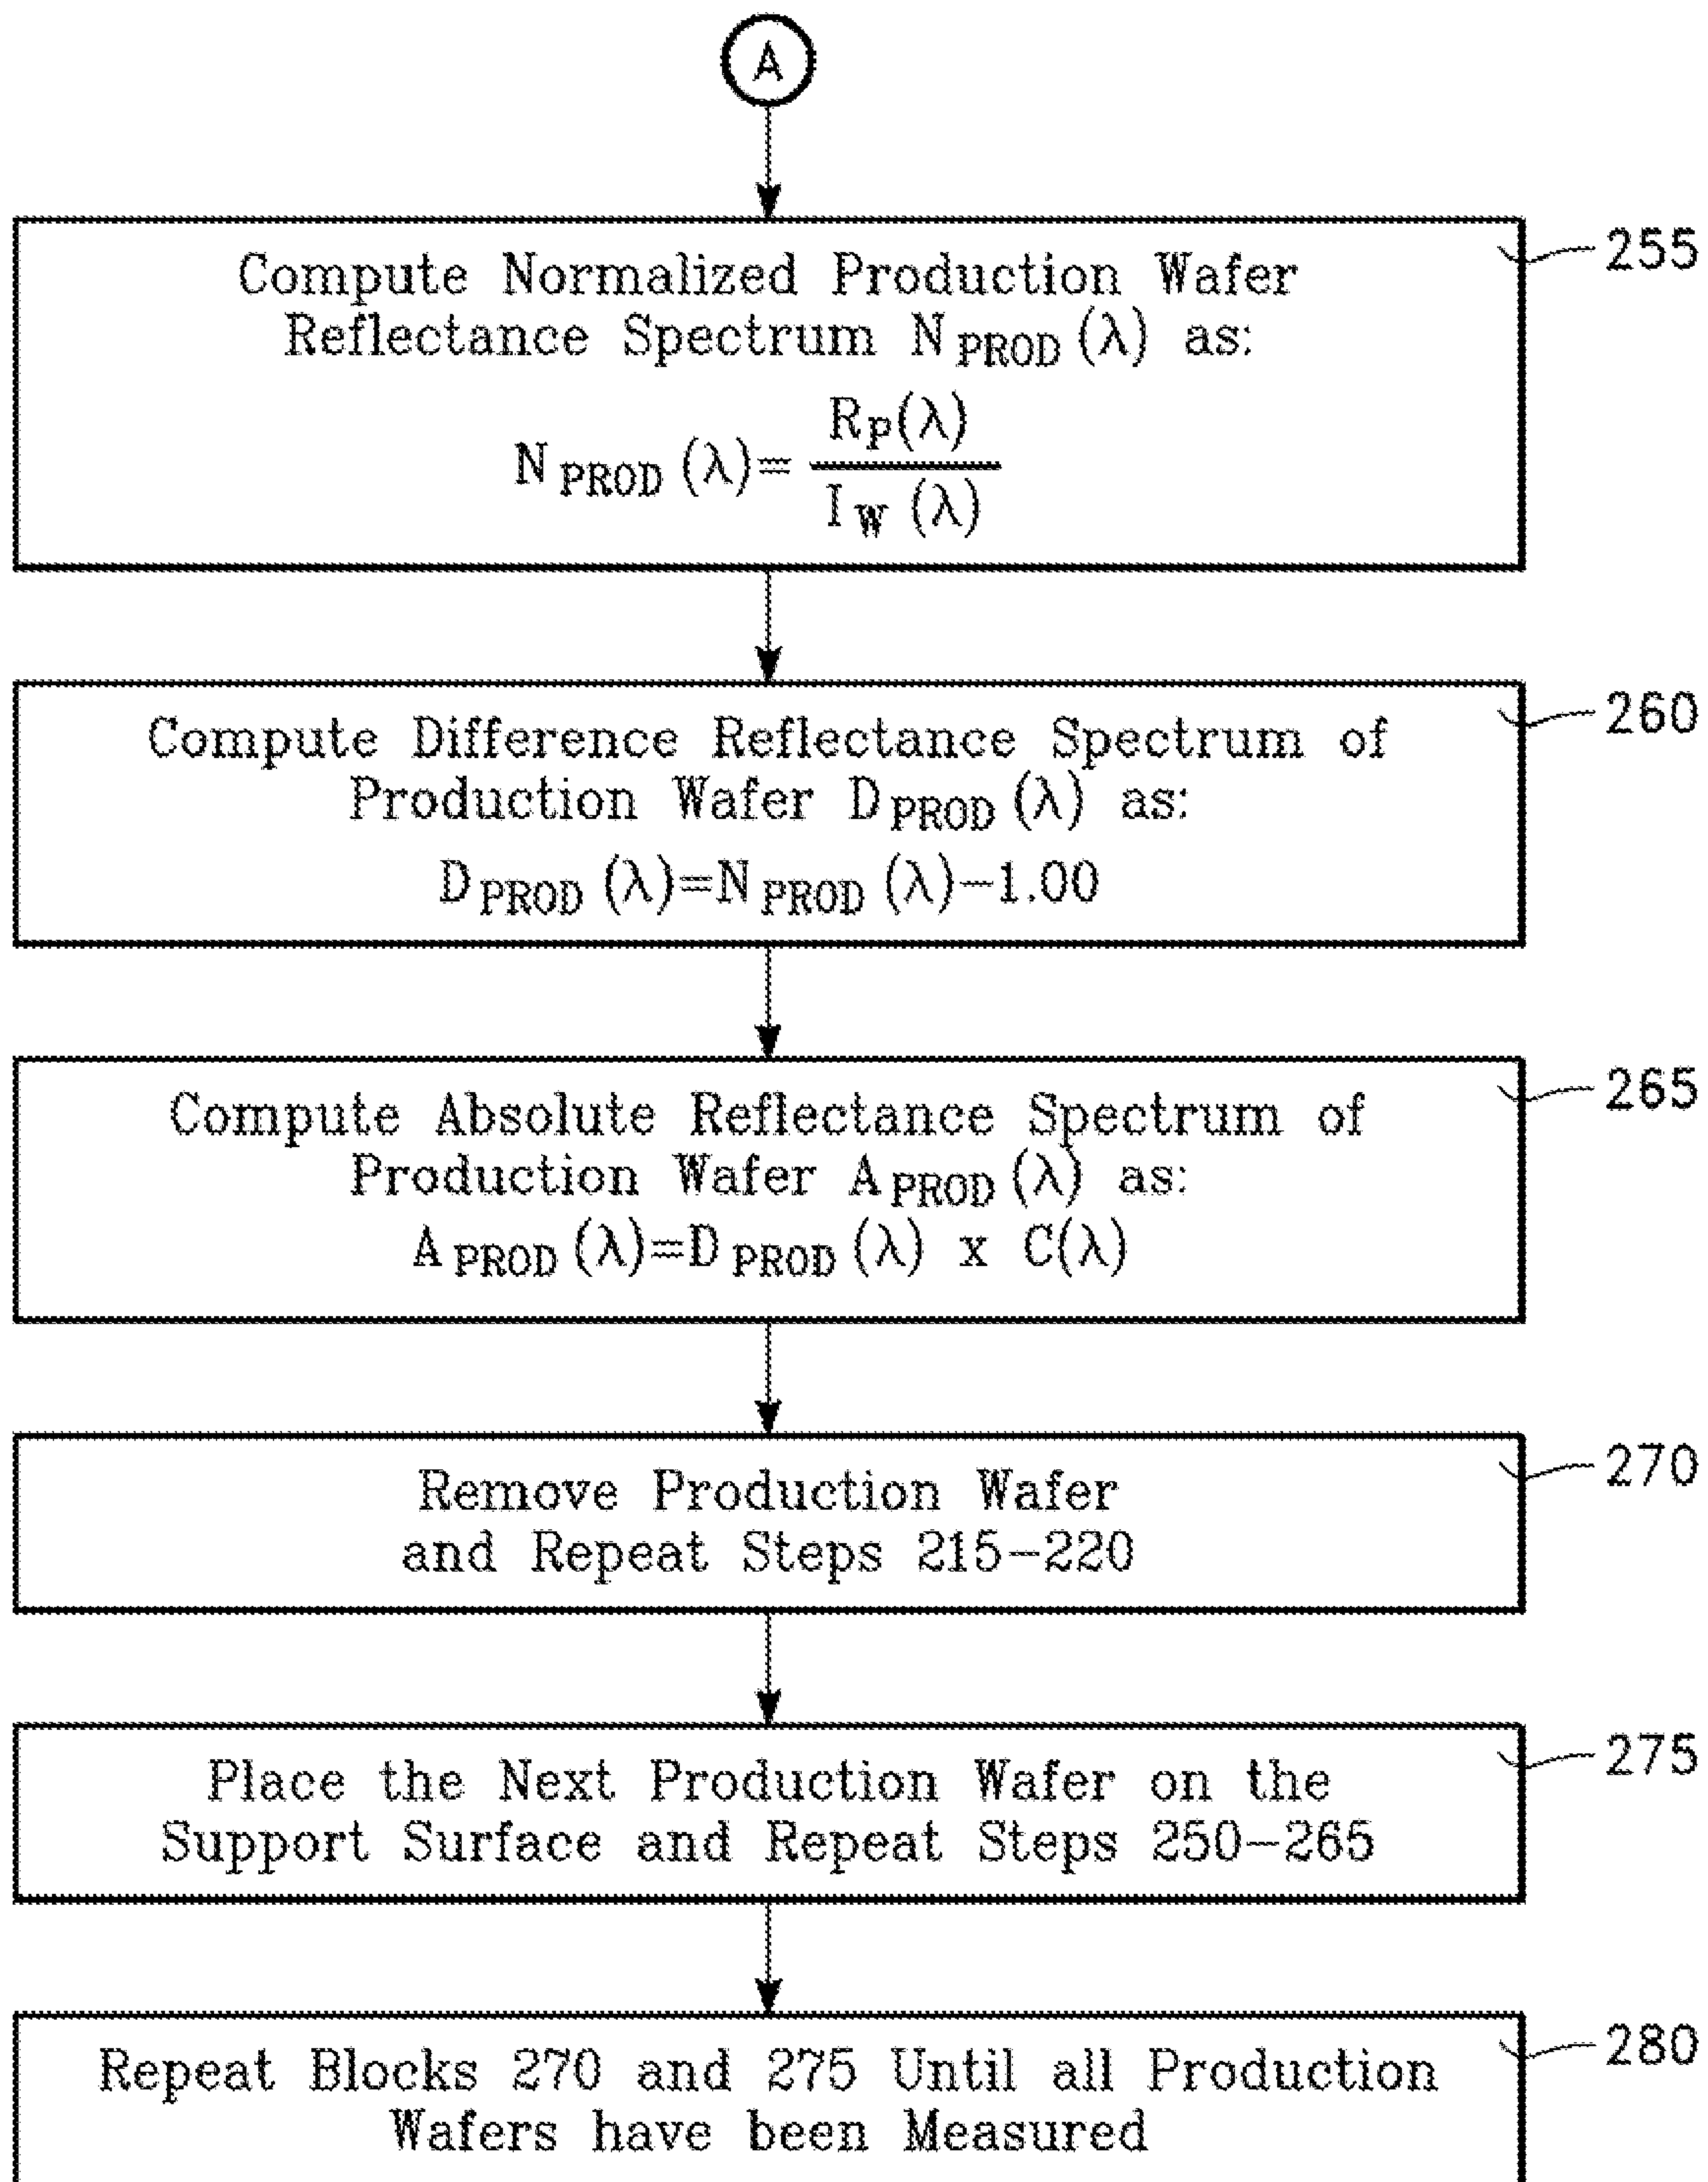 A
255
Compute Normalized Production Wafer
Reflectance Spectrum N PROD (λ) as:
N PROD (λ)= RP(λ)
I W (λ)
260
Compute Difference Reflectance Spectrum of
Production Wafer D PROD (λ) as:
D PROD (λ)=N PROD (λ)−1.00
265
Compute Absolute Reflectance Spectrum of
Production Wafer A PROD (λ) as:
A PROD (λ)=D PROD (λ) x C(λ)
270
Remove Production Wafer
and Repeat Steps 215−220
275
Place the Next Production Wafer on the
Support Surface and Repeat Steps 250−265
280
Repeat Blocks 270 and 275 Until all Production
Wafers have been Measured